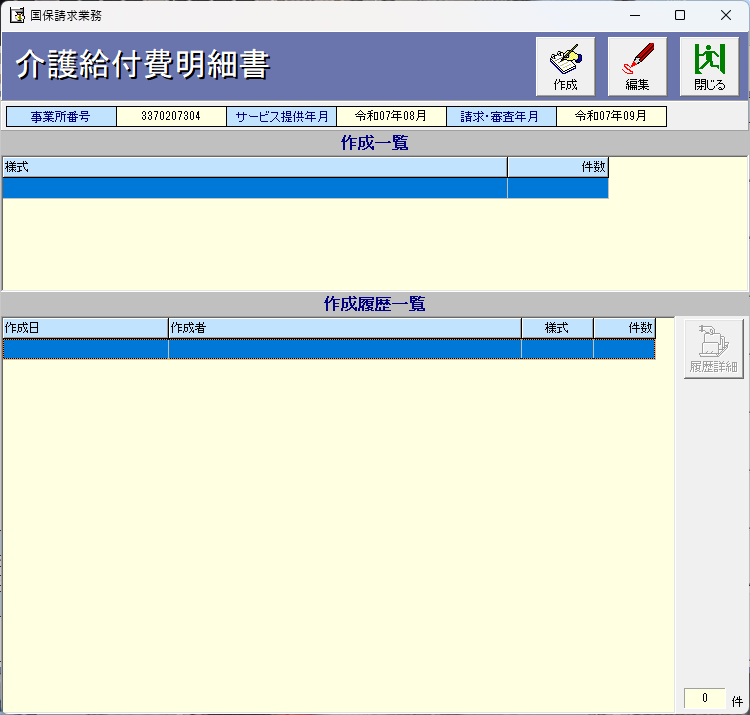 国保請求業務
介護給付費明細書
作成 編集 閉じる
事業所番号 3370207304 サービス提供年月 令和07年08月 請求・審査年月 令和07年09月
作成一覧
様式 件数
作成履歴一覧
作成日 作成者 様式 件数
履歴詳細
0 件